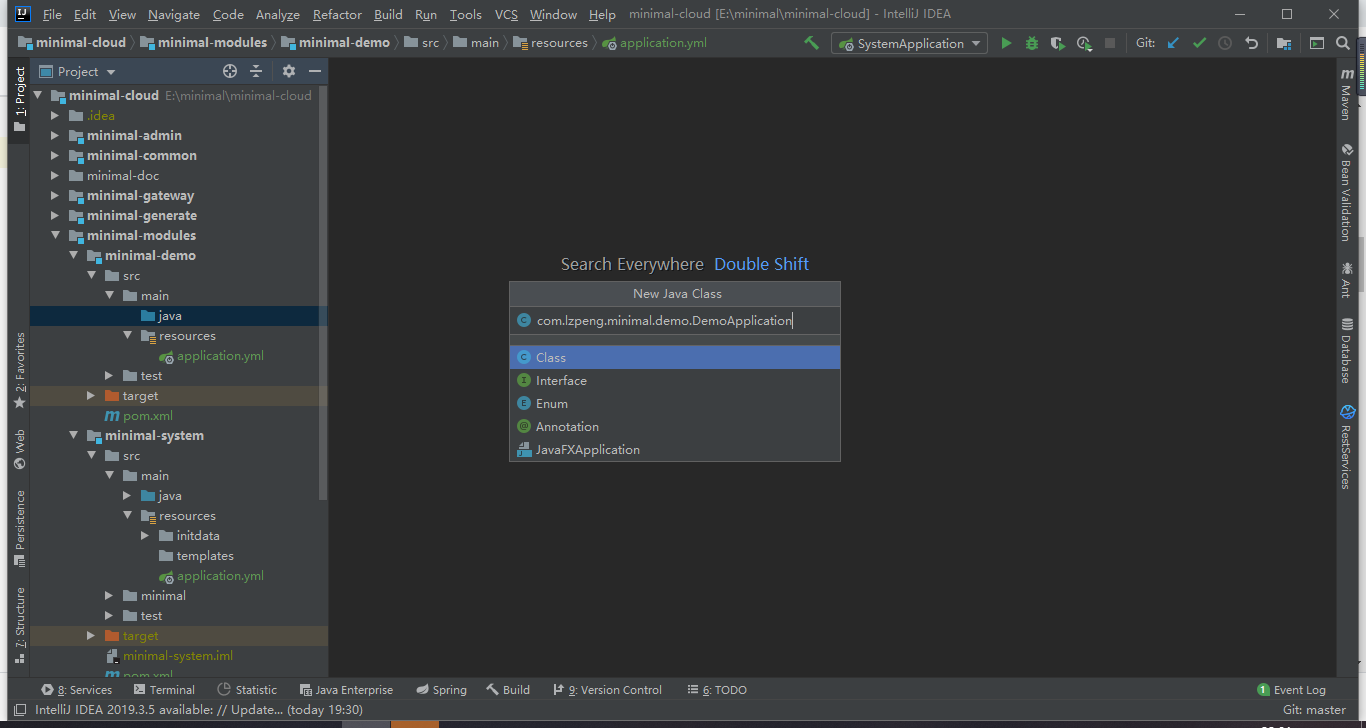 File Edit View Navigate Code Analyze Refactor Build Run Tools VCS Window Help minimal-cloud [E:\minimal\minimal-cloud] - IntelliJ IDEA
minimal-cloud minimal-modules minimal-demo src main resources application.yml SystemApplication Git:
Project
minimal-cloud E:\minimal\minimal-cloud
.idea
minimal-admin
minimal-common
minimal-doc
minimal-gateway
minimal-generate
minimal-modules
minimal-demo
src
main
java
resources
application.yml
test
target
pom.xml
minimal-system
src
main
java
resources
initdata
templates
application.yml
minimal
test
target
minimal-system.iml
pom.xml
1: Project
2: Favorites
Web
Persistence
7: Structure
Search Everywhere Double Shift
New Java Class
com.lzpeng.minimal.demo.DemoApplication
Class
Interface
Enum
Annotation
JavaFXApplication
Maven
Bean Validation
Ant
Database
RestServices
8: Services Terminal Statistic Java Enterprise Spring Build 9: Version Control 6: TODO 1 Event Log
IntelliJ IDEA 2019.3.5 available: // Update... (today 19:30) Git: master